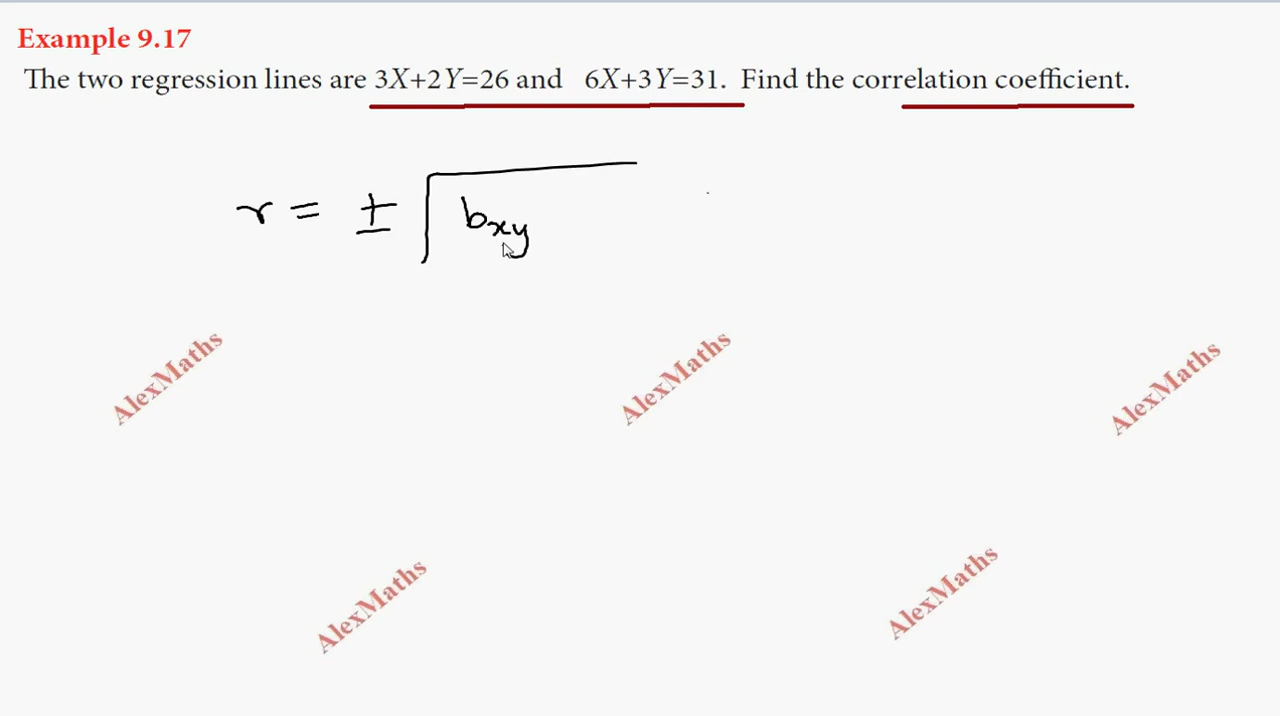 Example 9.17
The two regression lines are 3X+2Y=26 and 6X+3Y=31. Find the correlation coefficient.
r = ± √ bxy
AlexMaths
AlexMaths
AlexMaths
AlexMaths
AlexMaths